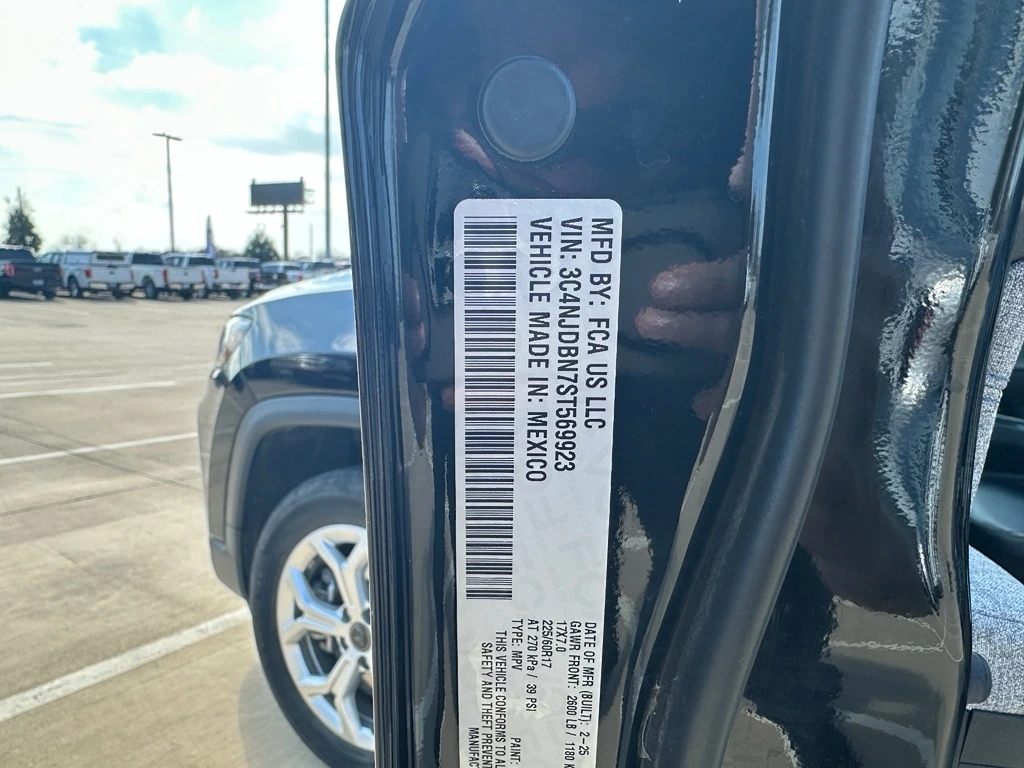 MFD BY: FCA US LLC
VIN: 3C4NJDBN7ST569923
VEHICLE MADE IN: MEXICO
DATE OF MFR (BUILT): 2-25
GAWR FRONT: 2600 LB / 1180 K
17X7.0
225/60R17
AT 270 kPa / 39 PSI
TYPE: MPV PAINT:
THIS VEHICLE CONFORMS TO AL
SAFETY AND THEFT PREVENT
MANUFAC